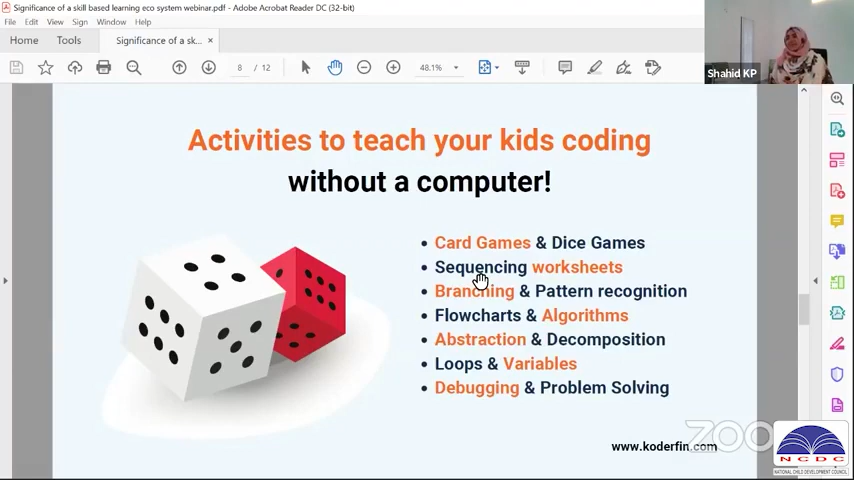 Significance of a skill based learning eco system webinar.pdf - Adobe Acrobat Reader DC (32-bit)
File Edit View Sign Window Help
Home Tools Significance of a sk... ×
8 / 12 48.1%
Shahid KP
Activities to teach your kids coding
without a computer!
• Card Games & Dice Games
• Sequencing worksheets
• Branching & Pattern recognition
• Flowcharts & Algorithms
• Abstraction & Decomposition
• Loops & Variables
• Debugging & Problem Solving
www.koderfin.com
ZOO
NCDC
NATIONAL CHILD DEVELOPMENT COUNCIL